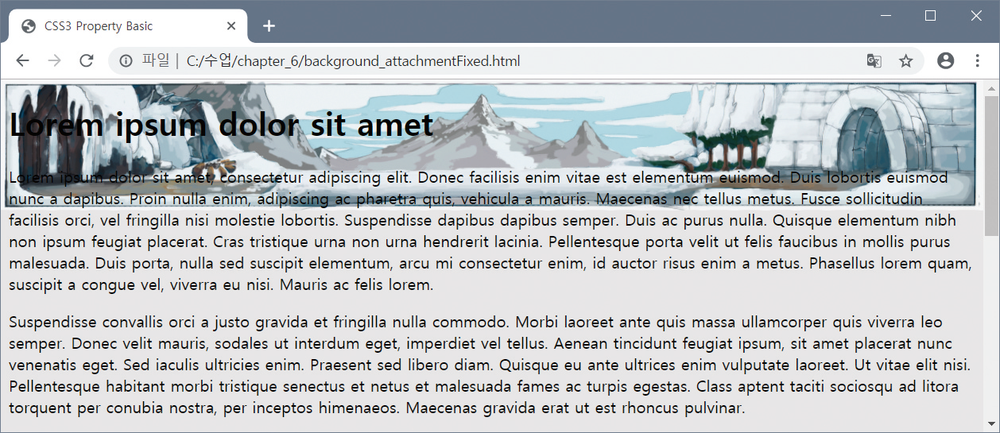 CSS3 Property Basic
파일 | C:/수업/chapter_6/background_attachmentFixed.html
Lorem ipsum dolor sit amet
Lorem ipsum dolor sit amet, consectetur adipiscing elit. Donec facilisis enim vitae est elementum euismod. Duis lobortis euismod
nunc a dapibus. Proin nulla enim, adipiscing ac pharetra quis, vehicula a mauris. Maecenas nec tellus metus. Fusce sollicitudin
facilisis orci, vel fringilla nisi molestie lobortis. Suspendisse dapibus dapibus semper. Duis ac purus nulla. Quisque elementum nibh
non ipsum feugiat placerat. Cras tristique urna non urna hendrerit lacinia. Pellentesque porta velit ut felis faucibus in mollis purus
malesuada. Duis porta, nulla sed suscipit elementum, arcu mi consectetur enim, id auctor risus enim a metus. Phasellus lorem quam,
suscipit a congue vel, viverra eu nisi. Mauris ac felis lorem.
Suspendisse convallis orci a justo gravida et fringilla nulla commodo. Morbi laoreet ante quis massa ullamcorper quis viverra leo
semper. Donec velit mauris, sodales ut interdum eget, imperdiet vel tellus. Aenean tincidunt feugiat ipsum, sit amet placerat nunc
venenatis eget. Sed iaculis ultricies enim. Praesent sed libero diam. Quisque eu ante ultrices enim vulputate laoreet. Ut vitae elit nisi.
Pellentesque habitant morbi tristique senectus et netus et malesuada fames ac turpis egestas. Class aptent taciti sociosqu ad litora
torquent per conubia nostra, per inceptos himenaeos. Maecenas gravida erat ut est rhoncus pulvinar.